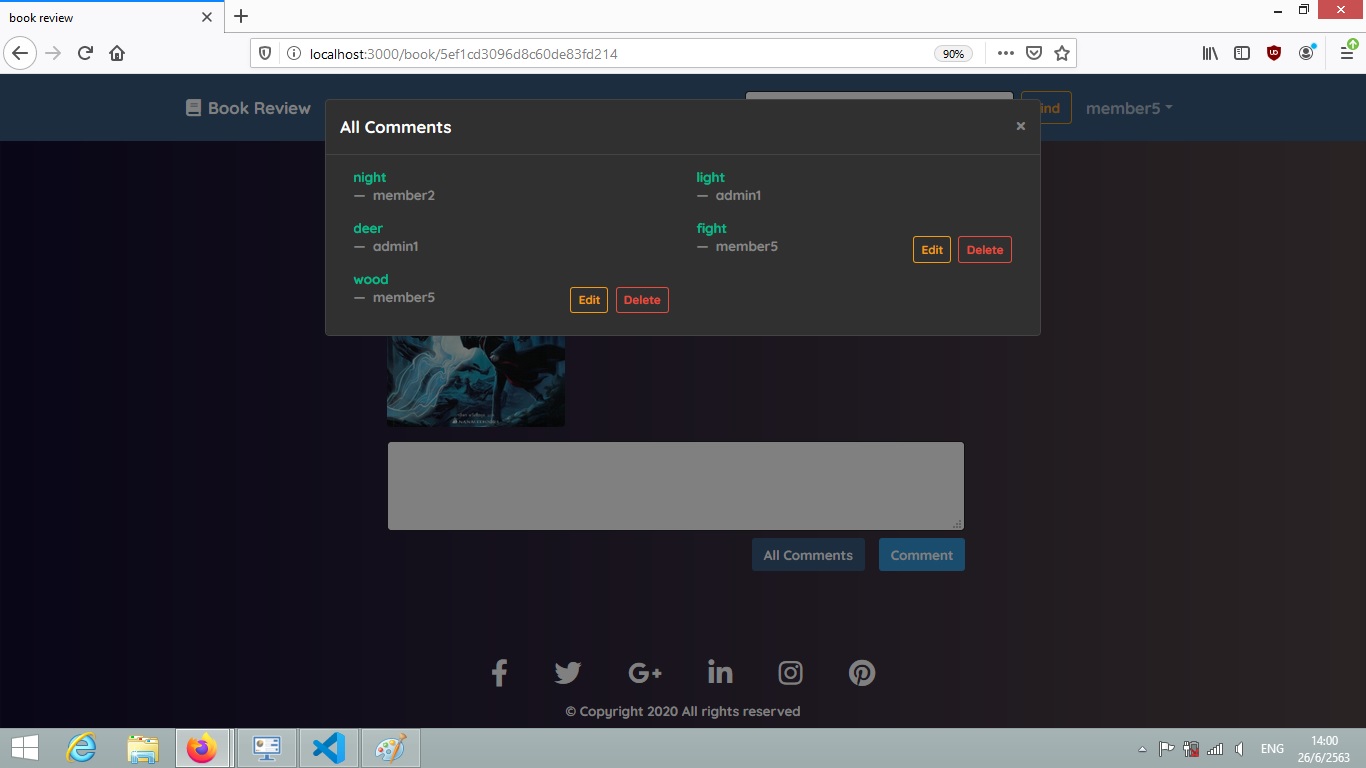 book review
localhost:3000/book/5ef1cd3096d8c60de83fd214
90%
Book Review
ind
member5
All Comments
×
night
— member2
light
— admin1
deer
— admin1
fight
— member5
Edit
Delete
wood
— member5
Edit
Delete
All Comments
Comment
© Copyright 2020 All rights reserved
ENG
14:00
26/6/2563